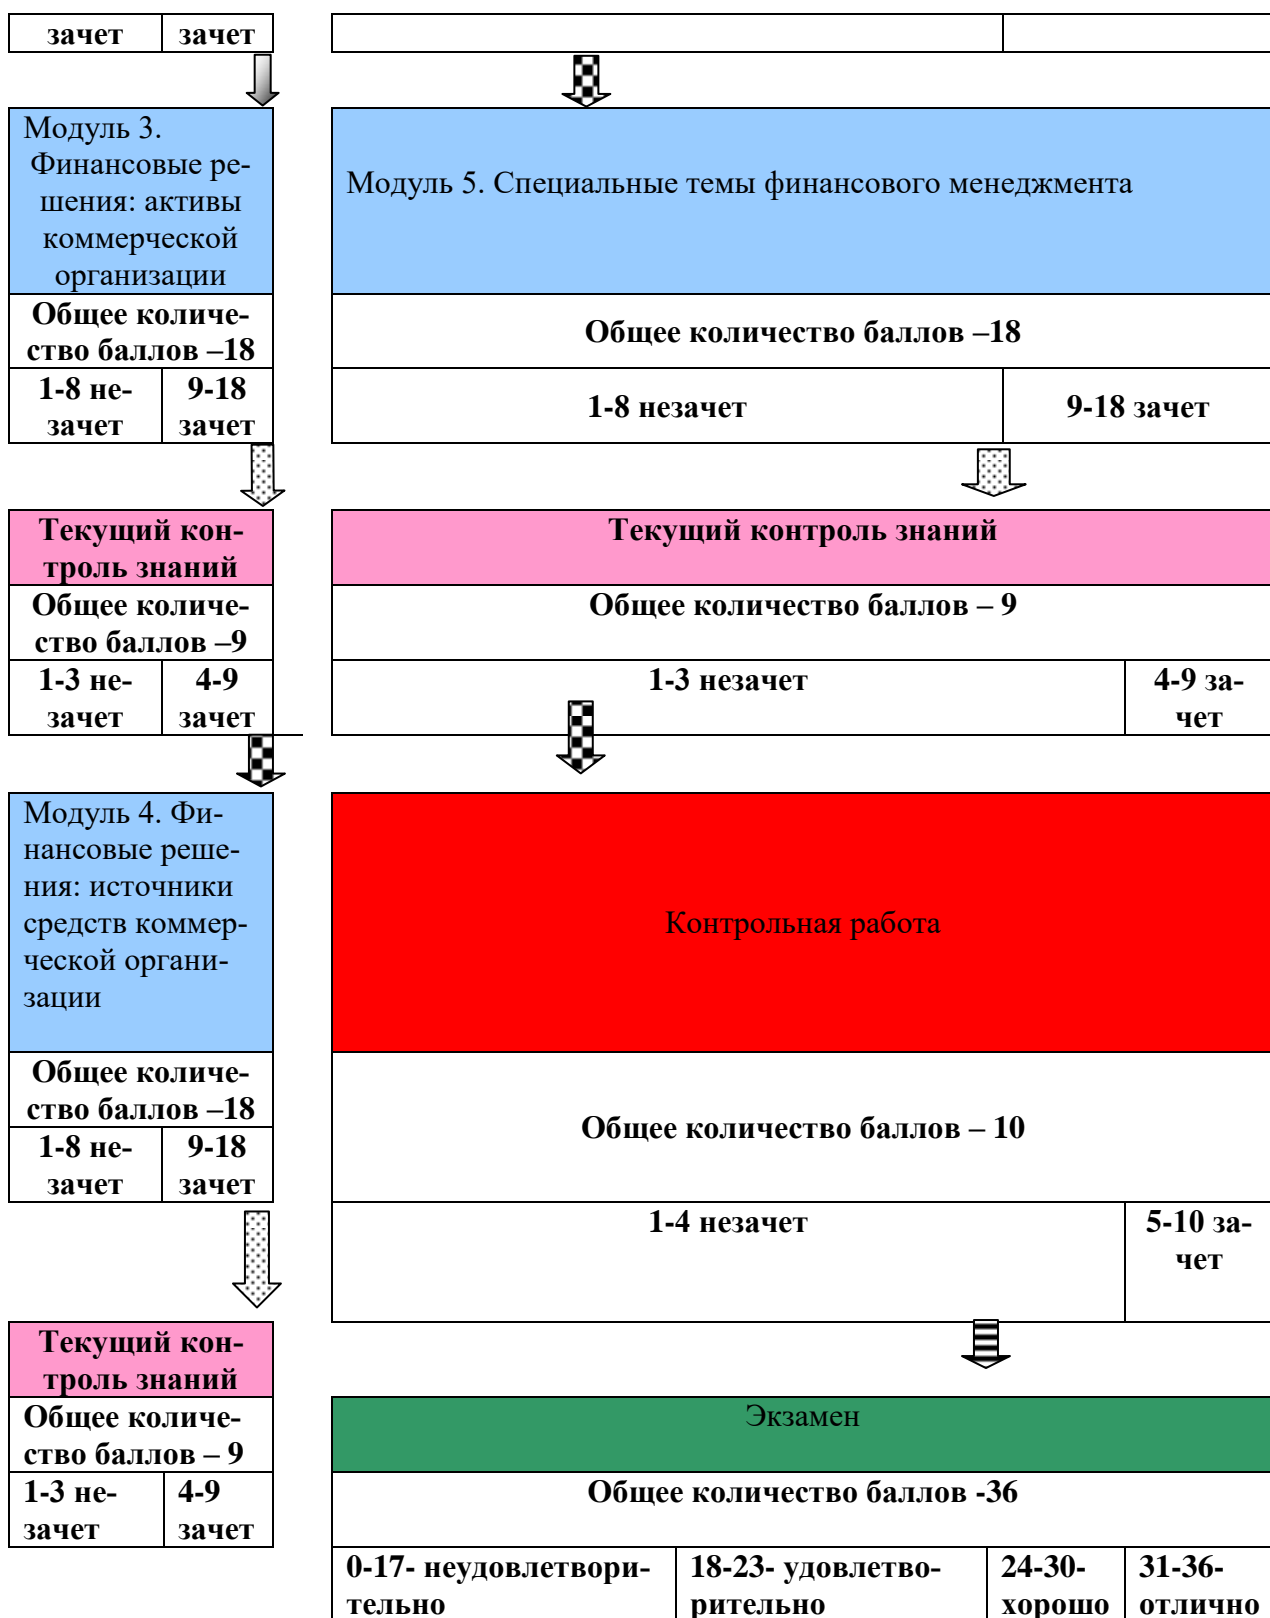 зачет зачет
Модуль 3.
Финансовые ре-
шения: активы
коммерческой
организации
Общее количе-
ство баллов –18
1-8 не-
зачет
9-18
зачет
Текущий кон-
троль знаний
Общее количе-
ство баллов –9
1-3 не-
зачет
4-9
зачет
Модуль 4. Фи-
нансовые реше-
ния: источники
средств коммер-
ческой органи-
зации
Общее количе-
ство баллов –18
1-8 не-
зачет
9-18
зачет
Текущий кон-
троль знаний
Общее количе-
ство баллов – 9
1-3 не-
зачет
4-9
зачет
Модуль 5. Специальные темы финансового менеджмента
Общее количество баллов –18
1-8 незачет
9-18 зачет
Текущий контроль знаний
Общее количество баллов – 9
1-3 незачет
4-9 за-
чет
Контрольная работа
Общее количество баллов – 10
1-4 незачет
5-10 за-
чет
Экзамен
Общее количество баллов -36
0-17- неудовлетвори-
тельно
18-23- удовлетво-
рительно
24-30-
хорошо
31-36-
отлично